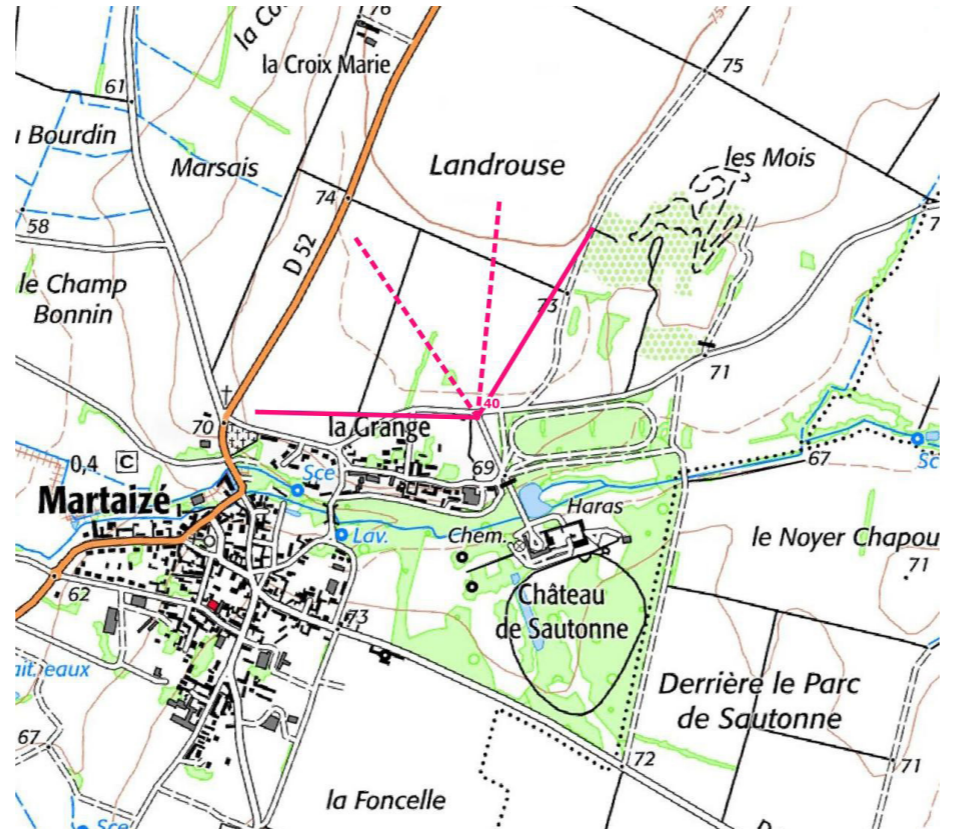 76
la Croix Marie
75
61
Bourdin
Marsais
Landrouse
les Mois
74
58
D 52
le Champ
Bonnin
73
71
40
70
la Grange
69
0,4
C
Sce
67
Martaizé
Haras
Lav.
Chem.
le Noyer Chapou
71
62
Château
de Sautonne
73
eaux
Derrière le Parc
de Sautonne
67
72
71
la Foncelle
Sce